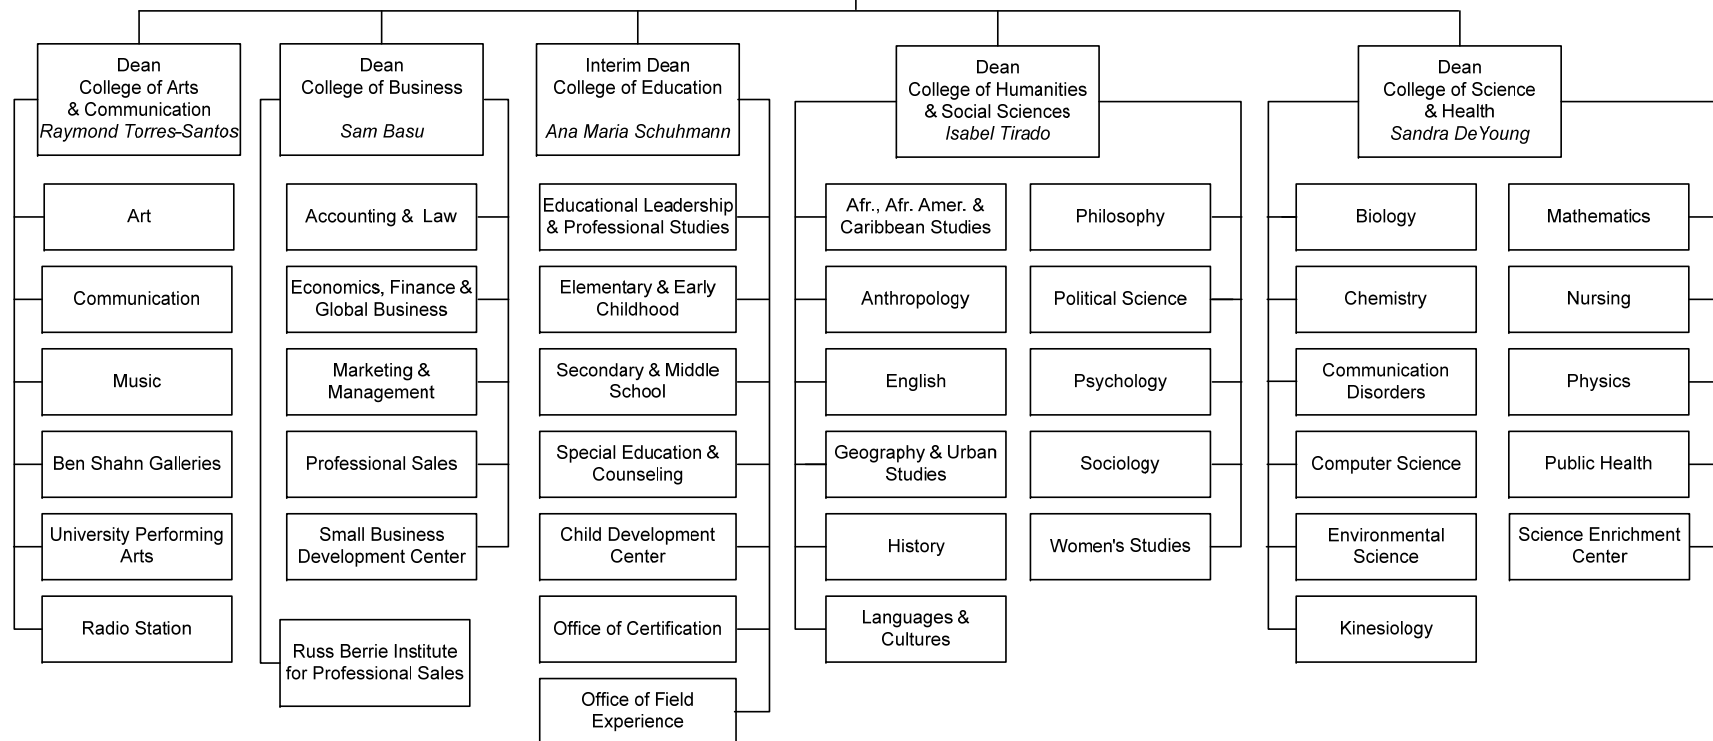 Dean
College of Arts
& Communication
Raymond Torres-Santos
Art
Communication
Music
Ben Shahn Galleries
University Performing
Arts
Radio Station
Dean
College of Business
Sam Basu
Accounting & Law
Economics, Finance &
Global Business
Marketing &
Management
Professional Sales
Small Business
Development Center
Russ Berrie Institute
for Professional Sales
Interim Dean
College of Education
Ana Maria Schuhmann
Educational Leadership
& Professional Studies
Elementary & Early
Childhood
Secondary & Middle
School
Special Education &
Counseling
Child Development
Center
Office of Certification
Office of Field
Experience
Dean
College of Humanities
& Social Sciences
Isabel Tirado
Afr., Afr. Amer. &
Caribbean Studies
Anthropology
English
Geography & Urban
Studies
History
Languages &
Cultures
Philosophy
Political Science
Psychology
Sociology
Women's Studies
Dean
College of Science
& Health
Sandra DeYoung
Biology
Chemistry
Communication
Disorders
Computer Science
Environmental
Science
Kinesiology
Mathematics
Nursing
Physics
Public Health
Science Enrichment
Center